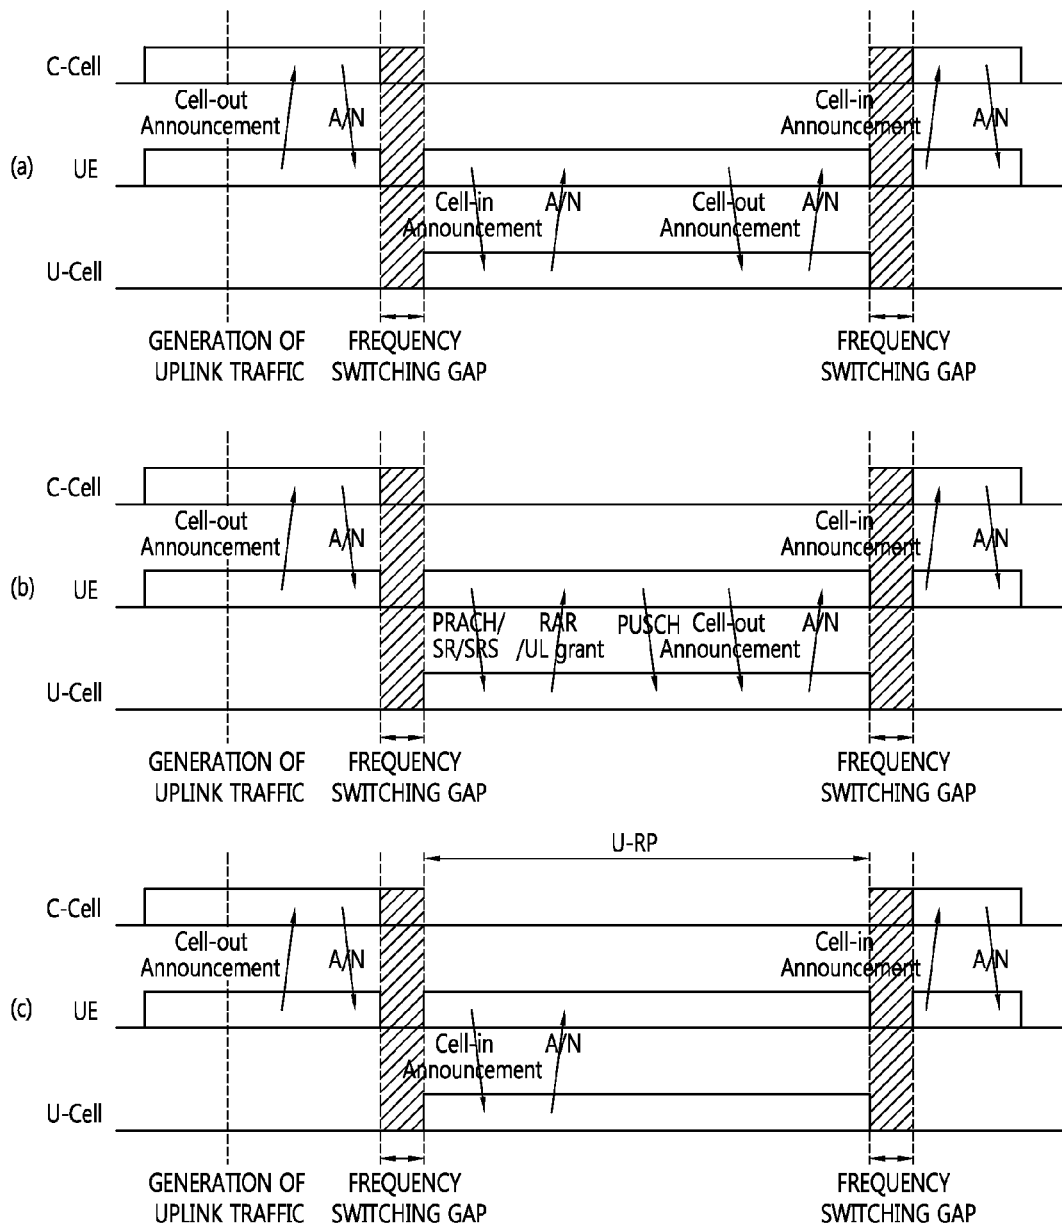 C-Cell
Cell-out
Announcement
A/N
Cell-in
Announcement
A/N
(a)
UE
Cell-in
Announcement
A/N
Cell-out
Announcement
A/N
U-Cell
GENERATION OF
UPLINK TRAFFIC
FREQUENCY
SWITCHING GAP
FREQUENCY
SWITCHING GAP
C-Cell
Cell-out
Announcement
A/N
Cell-in
Announcement
A/N
(b)
UE
PRACH/
SR/SRS
RAR
/UL grant
PUSCH
Cell-out
Announcement
A/N
U-Cell
GENERATION OF
UPLINK TRAFFIC
FREQUENCY
SWITCHING GAP
FREQUENCY
SWITCHING GAP
U-RP
C-Cell
Cell-out
Announcement
A/N
Cell-in
Announcement
A/N
(c)
UE
Cell-in
Announcement
A/N
U-Cell
GENERATION OF
UPLINK TRAFFIC
FREQUENCY
SWITCHING GAP
FREQUENCY
SWITCHING GAP